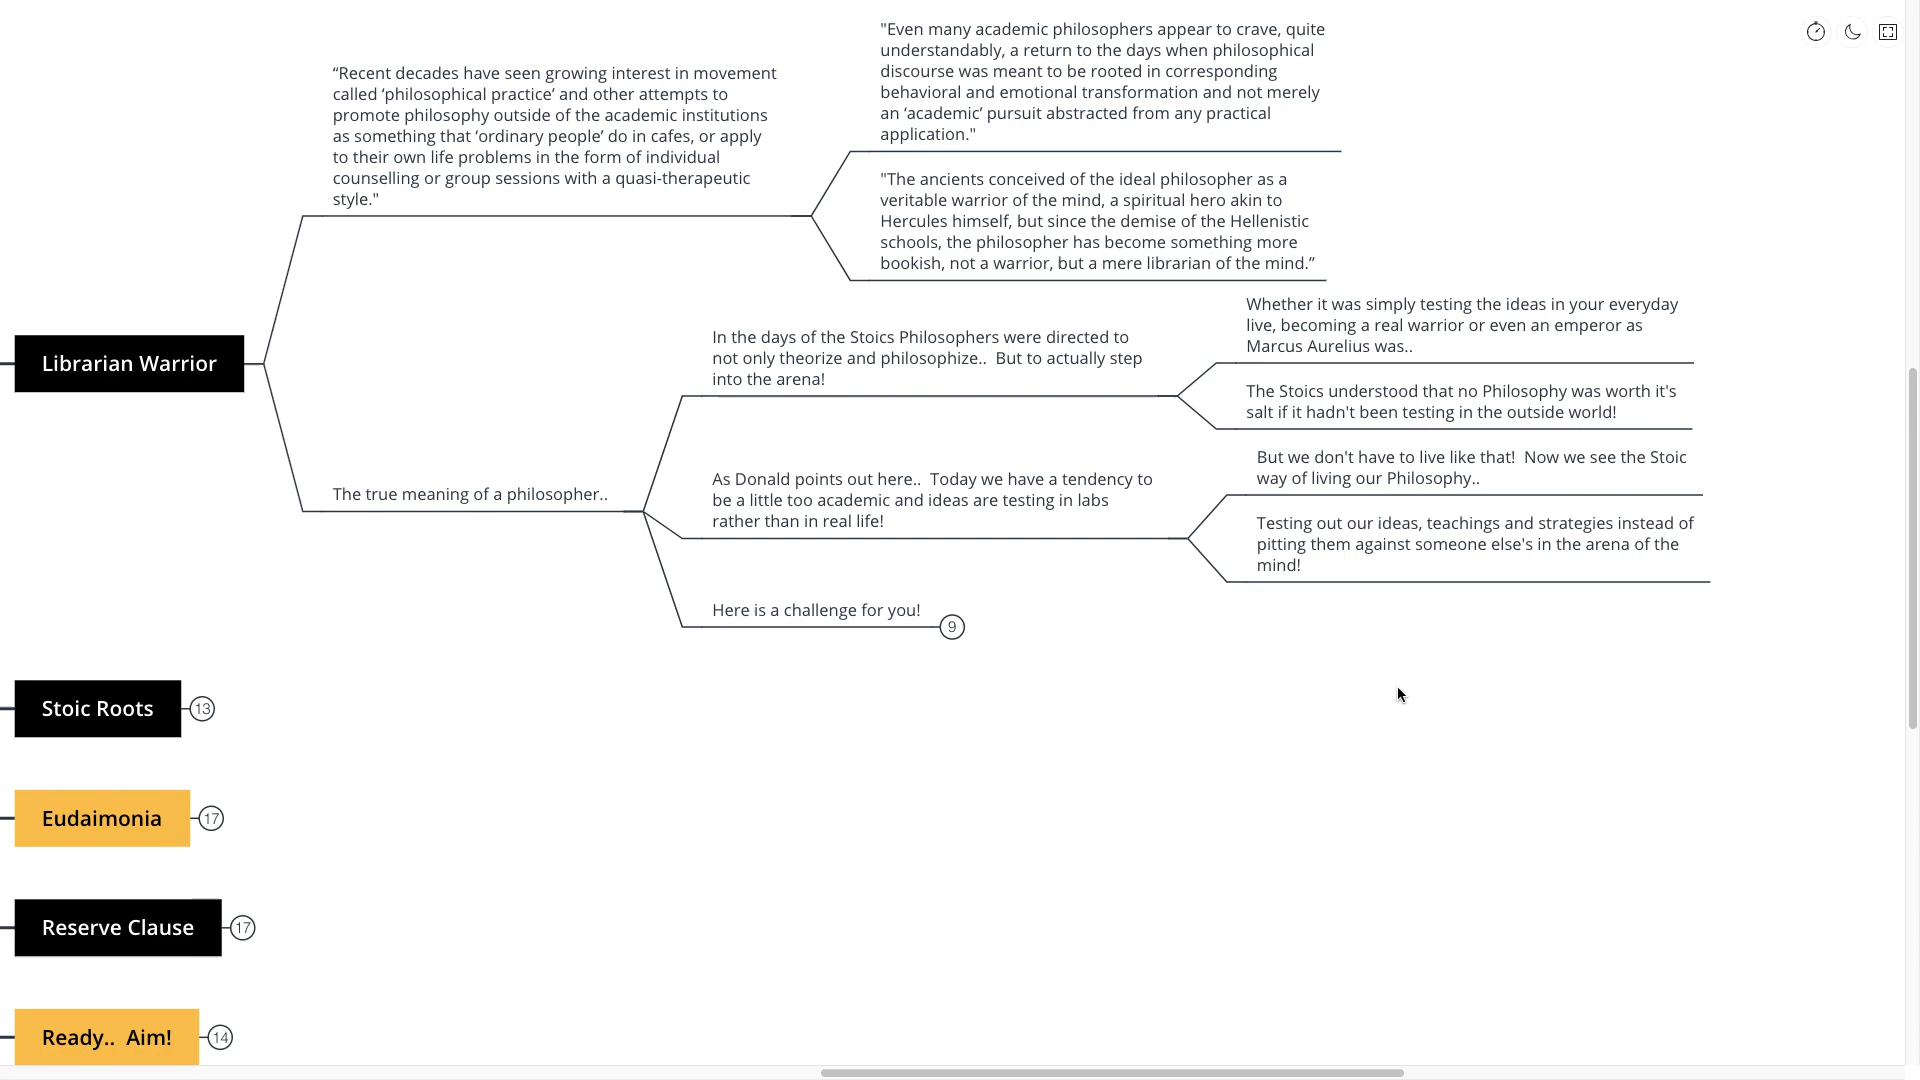 "Even many academic philosophers appear to crave, quite
understandably, a return to the days when philosophical
discourse was meant to be rooted in corresponding
behavioral and emotional transformation and not merely
an ‘academic’ pursuit abstracted from any practical
application."
“Recent decades have seen growing interest in movement
called ‘philosophical practice’ and other attempts to
promote philosophy outside of the academic institutions
as something that ‘ordinary people’ do in cafes, or apply
to their own life problems in the form of individual
counselling or group sessions with a quasi-therapeutic
style."
"The ancients conceived of the ideal philosopher as a
veritable warrior of the mind, a spiritual hero akin to
Hercules himself, but since the demise of the Hellenistic
schools, the philosopher has become something more
bookish, not a warrior, but a mere librarian of the mind.”
Librarian Warrior
The true meaning of a philosopher..
In the days of the Stoics Philosophers were directed to
not only theorize and philosophize..  But to actually step
into the arena!
Whether it was simply testing the ideas in your everyday
live, becoming a real warrior or even an emperor as
Marcus Aurelius was..
The Stoics understood that no Philosophy was worth it's
salt if it hadn't been testing in the outside world!
As Donald points out here..  Today we have a tendency to
be a little too academic and ideas are testing in labs
rather than in real life!
But we don't have to live like that!  Now we see the Stoic
way of living our Philosophy..
Testing out our ideas, teachings and strategies instead of
pitting them against someone else's in the arena of the
mind!
Here is a challenge for you!
9
Stoic Roots
13
Eudaimonia
17
Reserve Clause
17
Ready..  Aim!
14